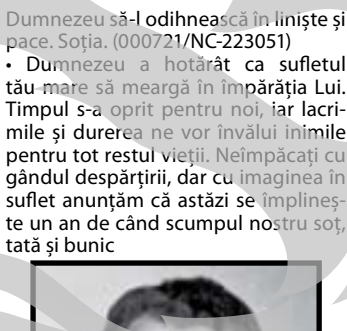 Dumnezeu să-l odihnească în liniște și
pace. Soția. (000721/NC-223051)
• Dumnezeu a hotărât ca sufletul
tău mare să meargă în împărăția Lui.
Timpul s-a oprit pentru noi, iar lacri-
mile și durerea ne vor învălui inimile
pentru tot restul vieții. Neîmpăcați cu
gândul despărțirii, dar cu imaginea în
suflet anunțăm că astăzi se împlineș-
te un an de când scumpul nostru soț,
tată și bunic